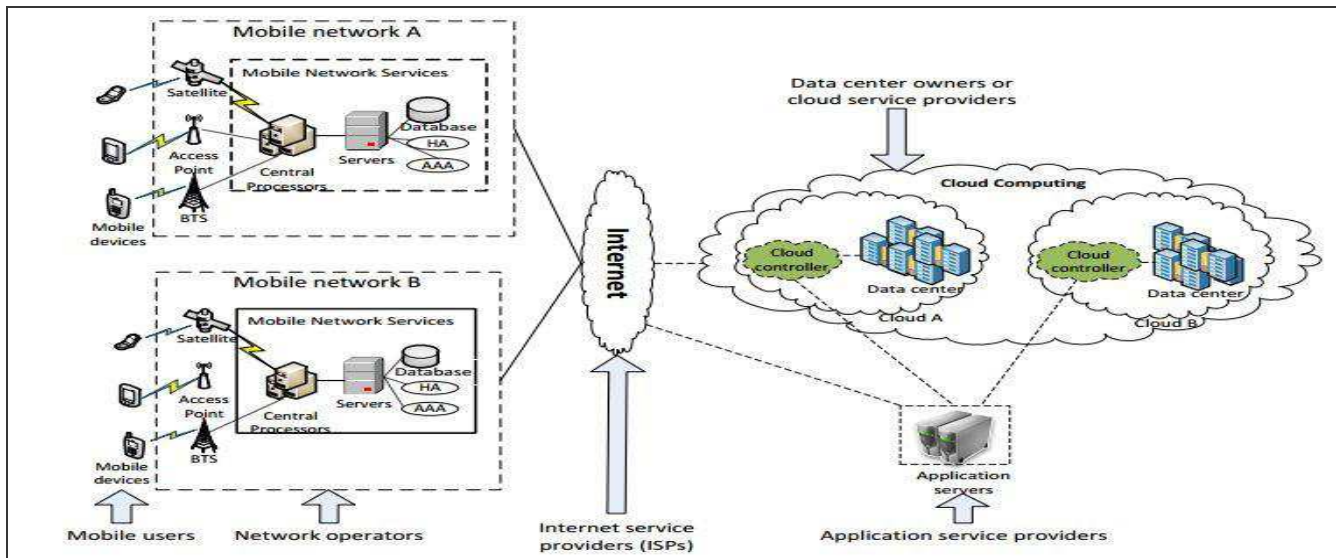 Mobile network A
Mobile Network Services
Satellite
Database
HA
AAA
Access
Point
Servers
Central
Processors
BTS
Mobile
devices
Mobile network B
Mobile Network Services
Satellite
Database
HA
AAA
Access
Point
Servers
Central
Processors
BTS
Mobile
devices
Mobile users
Network operators
Internet
Internet service
providers (ISPs)
Data center owners or
cloud service providers
Cloud Computing
Cloud
controller
Data center
Cloud A
Cloud
controller
Data center
Cloud B
Application
servers
Application service providers